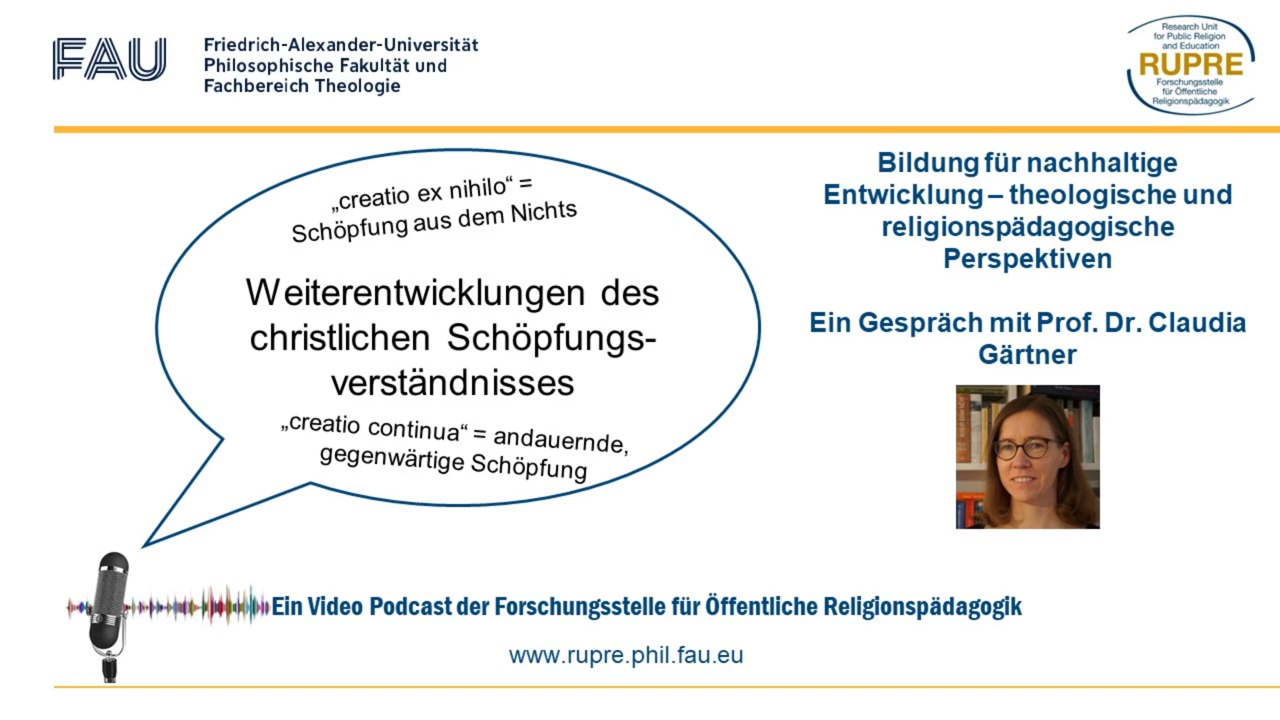 FAU
Friedrich-Alexander-Universität
Philosophische Fakultät und
Fachbereich Theologie
Research Unit
for Public Religion
and Education
RUPRE
Forschungsstelle
für Öffentliche
Religionspädagogik
„creatio ex nihilo“ =
Schöpfung aus dem Nichts
Weiterentwicklungen des
christlichen Schöpfungs-
verständnisses
„creatio continua“ = andauernde,
gegenwärtige Schöpfung
Bildung für nachhaltige
Entwicklung – theologische und
religionspädagogische
Perspektiven
Ein Gespräch mit Prof. Dr. Claudia
Gärtner
Ein Video Podcast der Forschungsstelle für Öffentliche Religionspädagogik
www.rupre.phil.fau.eu